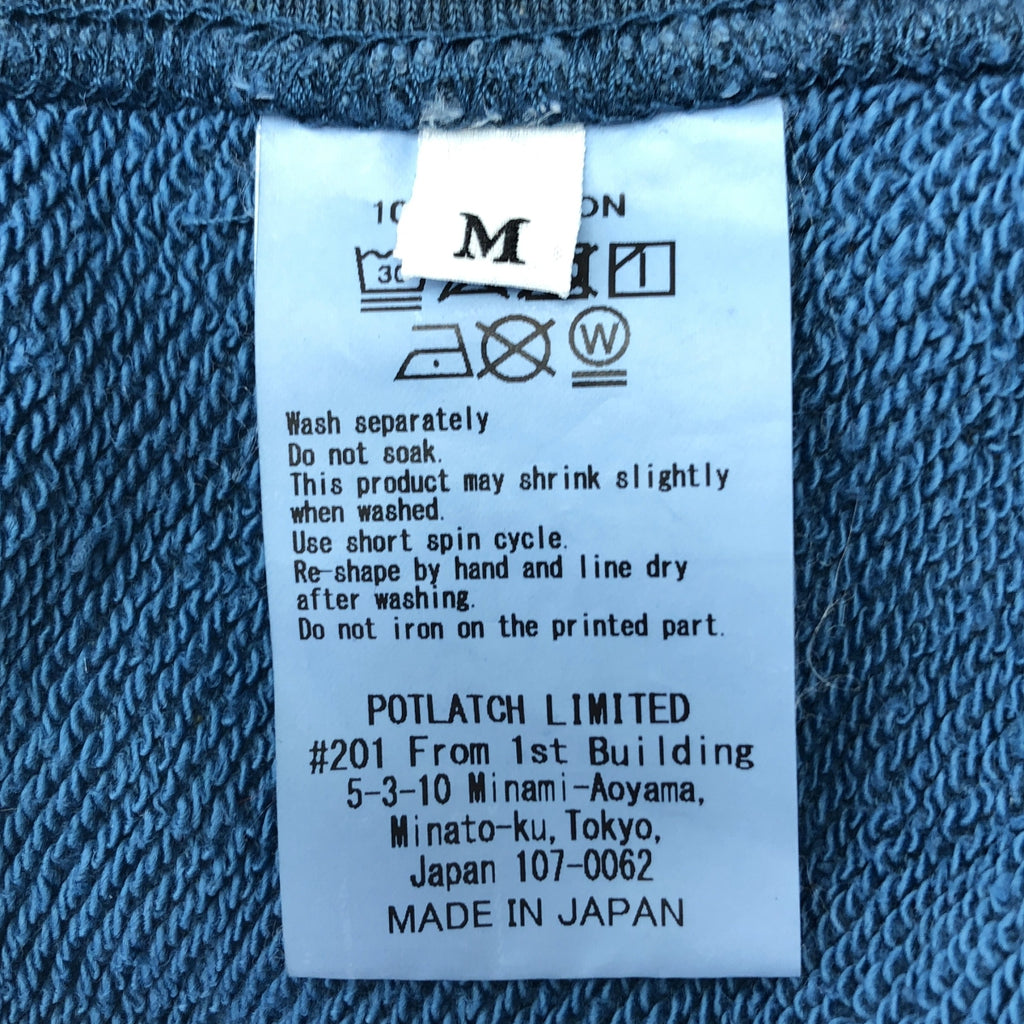 M
30
W
Wash separately
Do not soak.
This product may shrink slightly
when washed.
Use short spin cycle.
Re-shape by hand and line dry
after washing.
Do not iron on the printed part.
POTLATCH LIMITED
#201 From 1st Building
5-3-10 Minami-Aoyama,
Minato-ku, Tokyo,
Japan 107-0062
MADE IN JAPAN